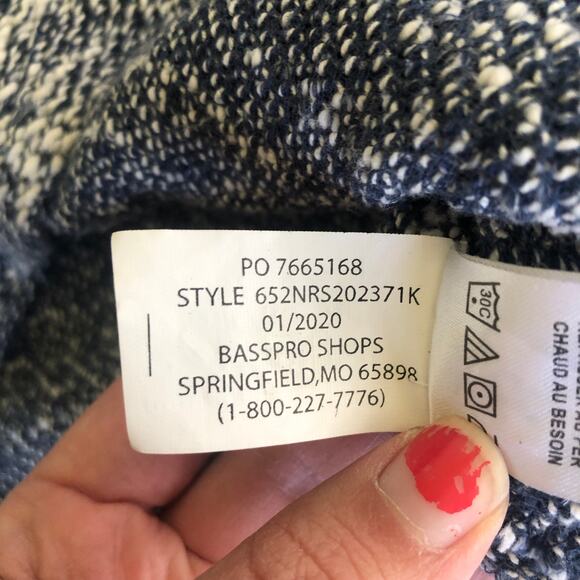 PO 7665168
STYLE 652NRS202371K
01/2020
BASSPRO SHOPS
SPRINGFIELD,MO 65898
(1-800-227-7776)
30C
CHAUD AU BESOIN